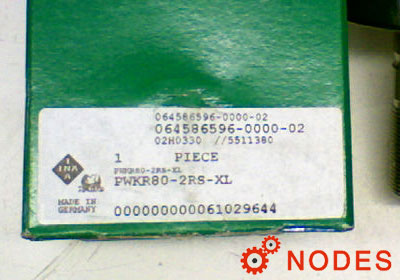 064586596-0000-02
064586596-0000-02
02H0330 //5511380
1 PIECE
PWKR80-2RS-XL
PWKR80-2RS-XL
INA
MADE IN
GERMANY
000000000061029644
NODES